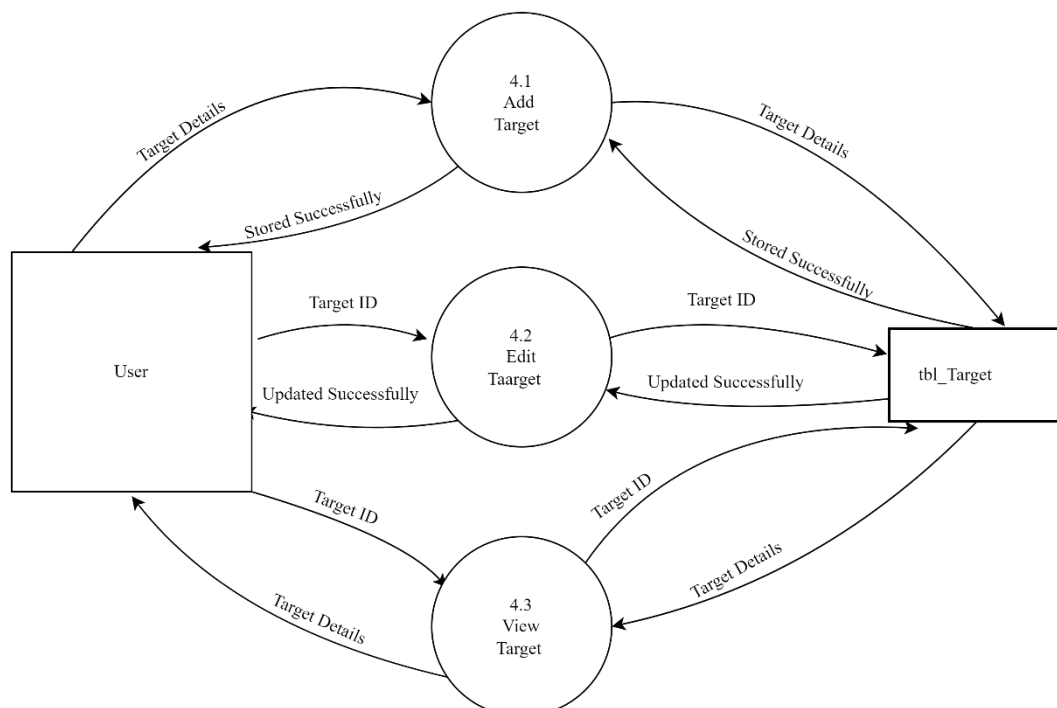 4.1
Add
Target
Target Details
Target Details
Stored Successfully
Stored Successfully
Target ID
Target ID
4.2
Edit
Taarget
User
tbl_Target
Updated Successfully
Updated Successfully
Target ID
Target ID
4.3
View
Target
Target Details
Target Details